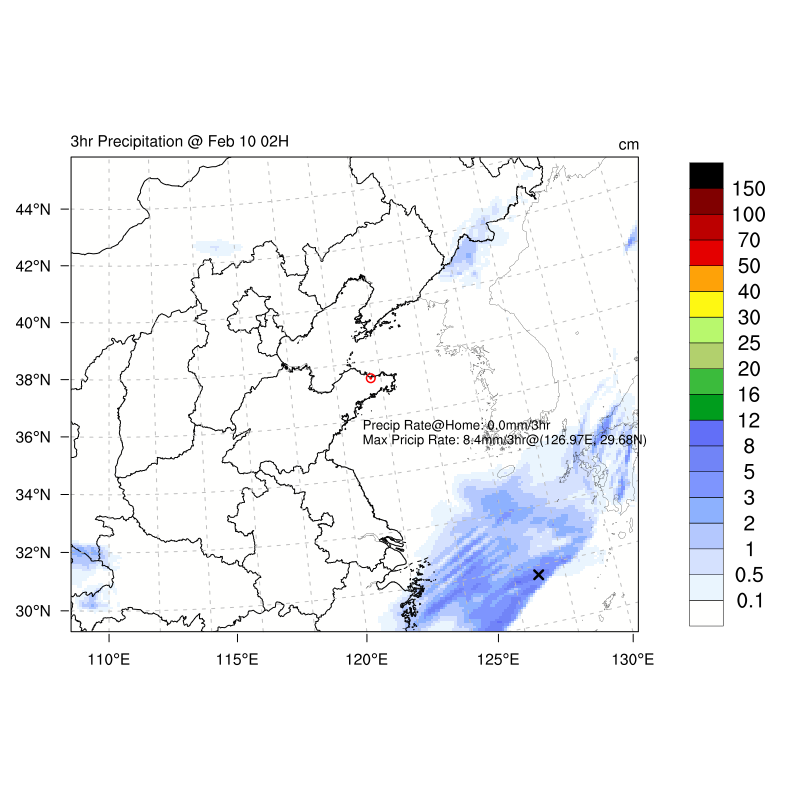 3hr Precipitation @ Feb 10 02H
cm
44°N
42°N
40°N
38°N
36°N
34°N
32°N
30°N
110°E
115°E
120°E
125°E
130°E
Precip Rate@Home: 0.0mm/3hr
Max Pricip Rate: 8.4mm/3hr@(126.97E, 29.68N)
150
100
70
50
40
30
25
20
16
12
8
5
3
2
1
0.5
0.1